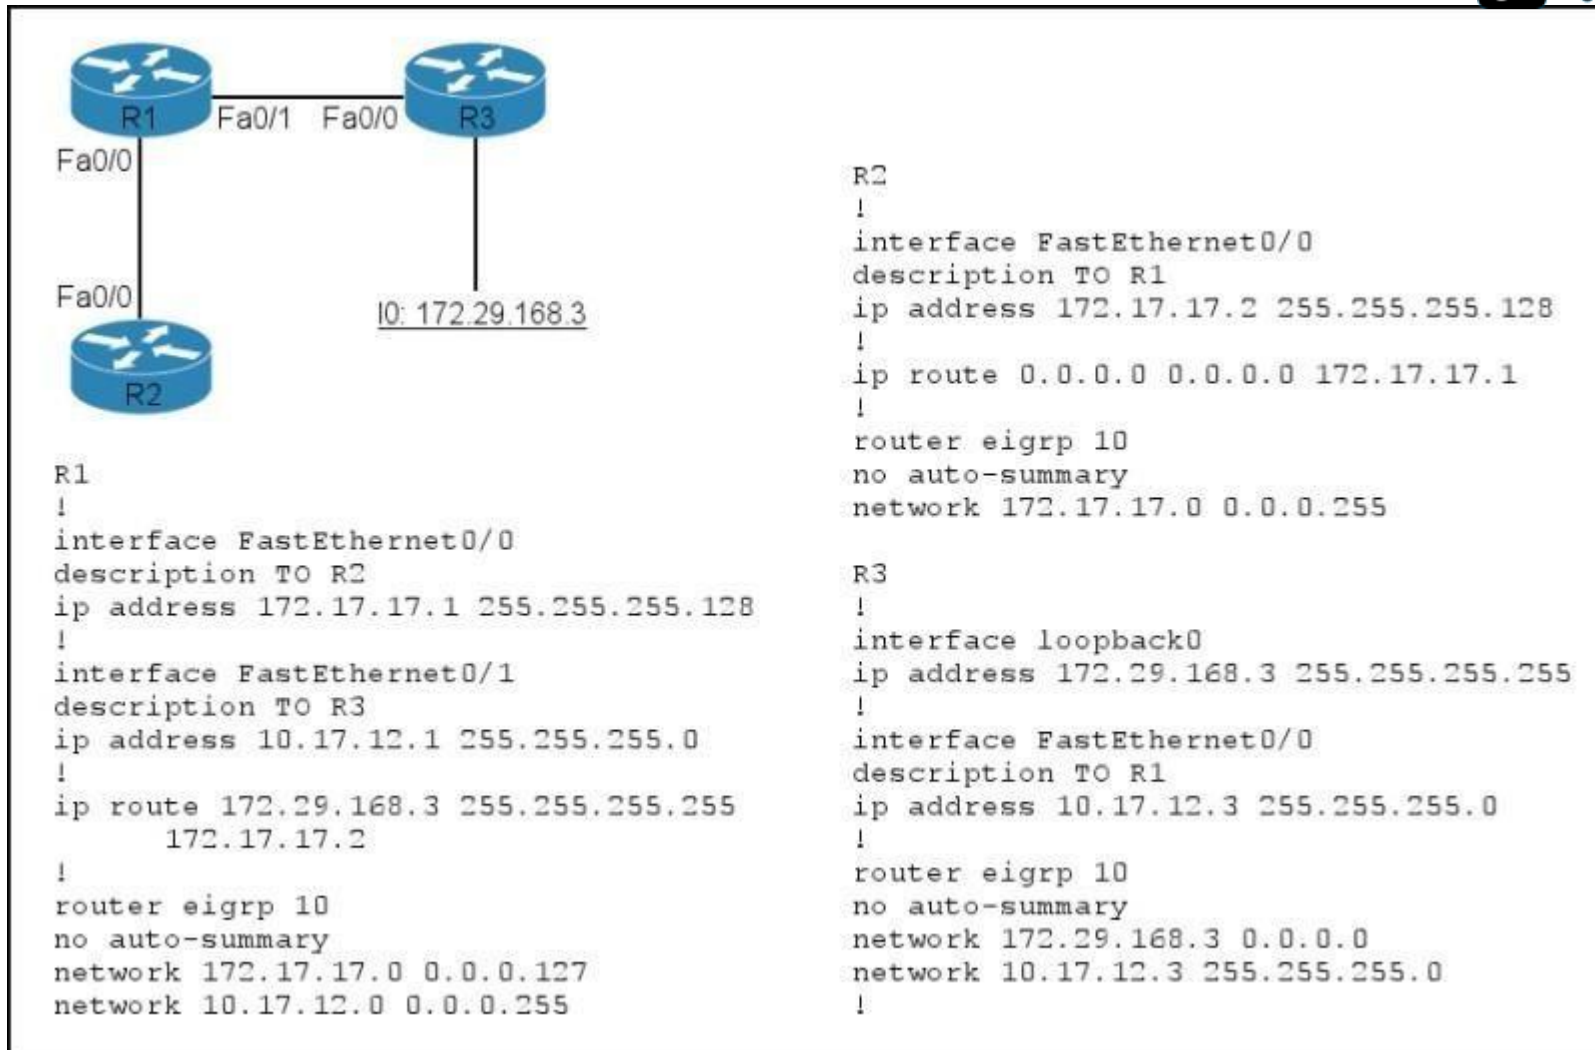 R1
Fa0/1
Fa0/0
R3
Fa0/0
Fa0/0
l0: 172.29.168.3
R2
R1
!
interface FastEthernet0/0
description TO R2
ip address 172.17.17.1 255.255.255.128
!
interface FastEthernet0/1
description TO R3
ip address 10.17.12.1 255.255.255.0
!
ip route 172.29.168.3 255.255.255.255
172.17.17.2
!
router eigrp 10
no auto-summary
network 172.17.17.0 0.0.0.127
network 10.17.12.0 0.0.0.255
R2
!
interface FastEthernet0/0
description TO R1
ip address 172.17.17.2 255.255.255.128
!
ip route 0.0.0.0 0.0.0.0 172.17.17.1
!
router eigrp 10
no auto-summary
network 172.17.17.0 0.0.0.255
R3
!
interface loopback0
ip address 172.29.168.3 255.255.255.255
!
interface FastEthernet0/0
description TO R1
ip address 10.17.12.3 255.255.255.0
!
router eigrp 10
no auto-summary
network 172.29.168.3 0.0.0.0
network 10.17.12.3 255.255.255.0
!